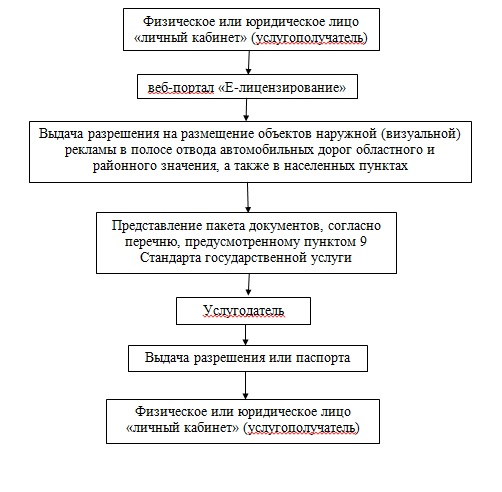 Физическое или юридическое лицо
«личный кабинет» (услугополучатель)
веб-портал «Е-лицензирование»
Выдача разрешения на размещение объектов наружной (визуальной)
рекламы в полосе отвода автомобильных дорог областного и
районного значения, а также в населенных пунктах
Представление пакета документов, согласно
перечню, предусмотренному пунктом 9
Стандарта государственной услуги
Услугодатель
Выдача разрешения или паспорта
Физическое или юридическое лицо
«личный кабинет» (услугополучатель)